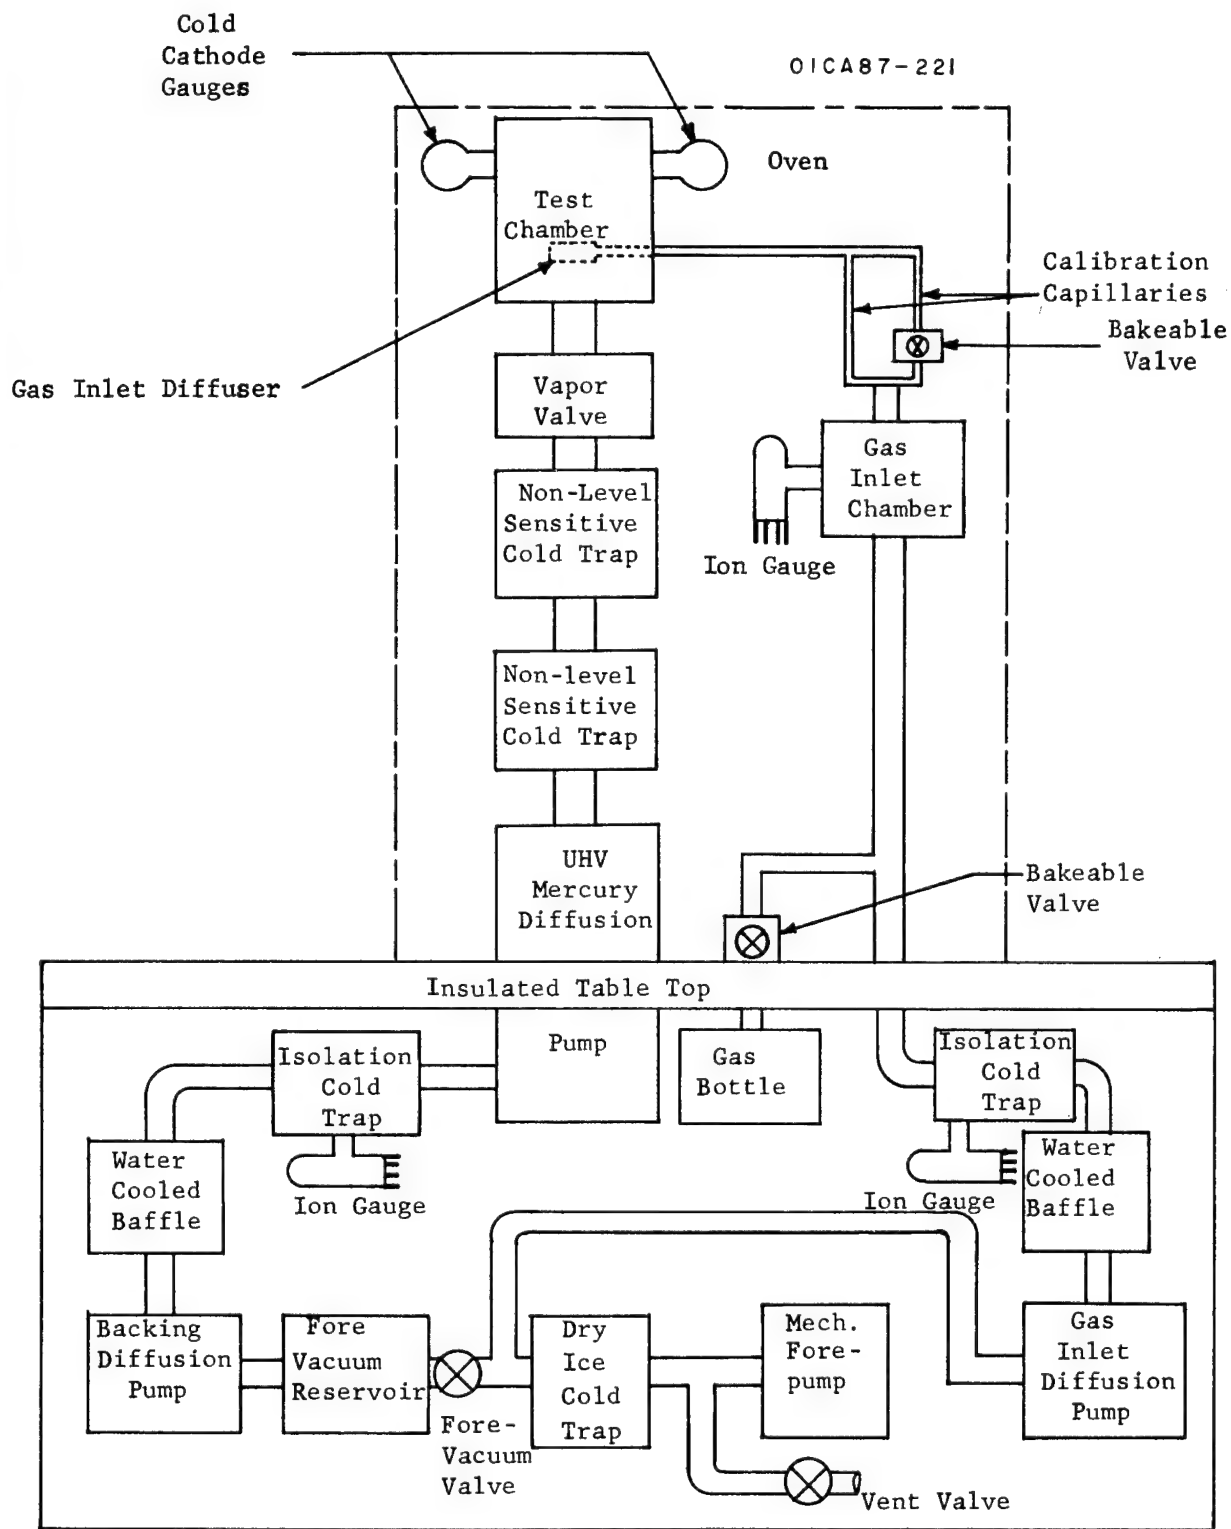 Cold
Cathode
Gauges
01CA87-221
Oven
Test
Chamber
Calibration
Capillaries
Bakeable
Valve
Gas Inlet Diffuser
Vapor
Valve
Gas
Inlet
Chamber
Non-Level
Sensitive
Cold Trap
Ion Gauge
Non-level
Sensitive
Cold Trap
UHV
Mercury
Diffusion
Bakeable
Valve
Insulated Table Top
Pump
Isolation
Cold
Trap
Gas
Bottle
Isolation
Cold
Trap
Water
Cooled
Baffle
Ion Gauge
Water
Cooled
Baffle
Ion Gauge
Backing
Diffusion
Pump
Fore
Vacuum
Reservoir
Fore-
Vacuum
Valve
Dry
Ice
Cold
Trap
Mech.
Fore-
pump
Gas
Inlet
Diffusion
Pump
Vent Valve